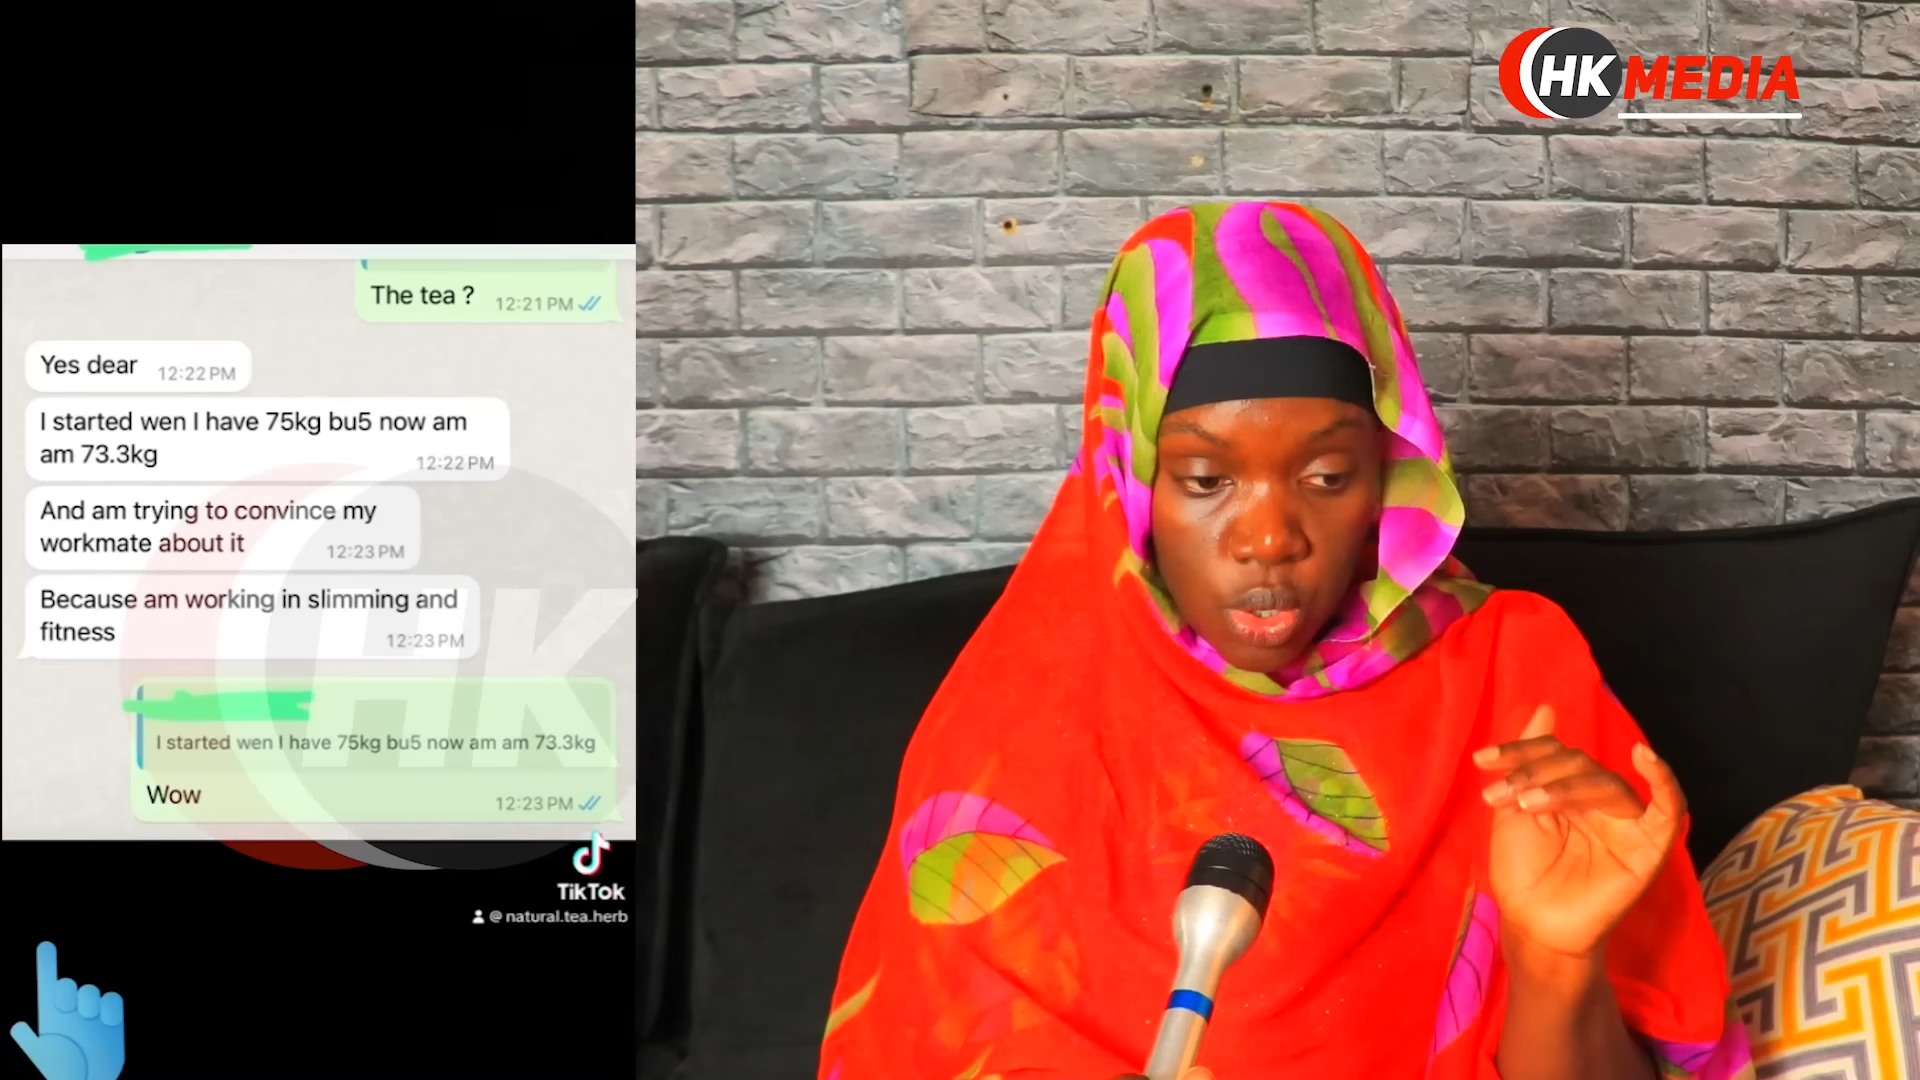 The tea ? 12:21 PM
Yes dear 12:22 PM
I started wen I have 75kg bu5 now am
am 73.3kg 12:22 PM
And am trying to convince my
workmate about it 12:23 PM
Because am working in slimming and
fitness 12:23 PM
I started wen I have 75kg bu5 now am am 73.3kg
Wow 12:23 PM
TikTok
@natural.tea.herb
HK
HK MEDIA